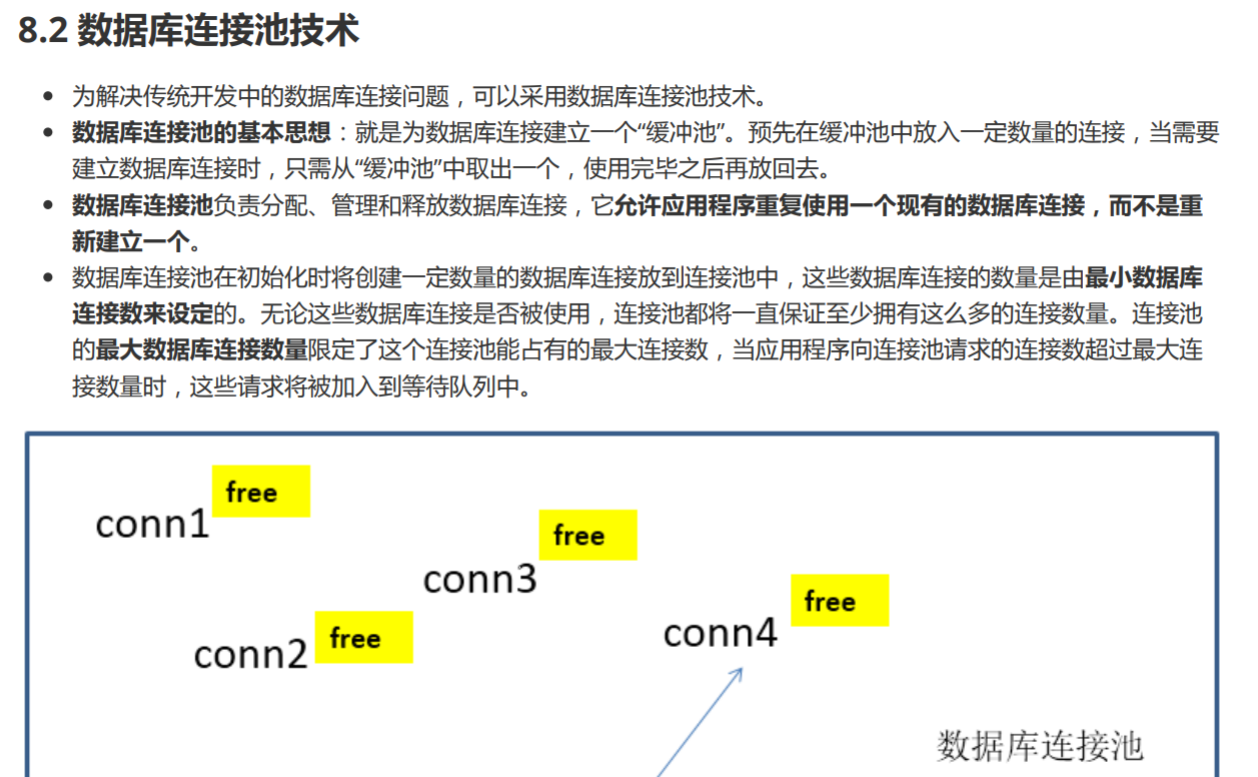 8.2 数据库连接池技术
• 为解决传统开发中的数据库连接问题，可以采用数据库连接池技术。
• 数据库连接池的基本思想：就是为数据库连接建立一个“缓冲池”。预先在缓冲池中放入一定数量的连接，当需要
建立数据库连接时，只需从“缓冲池”中取出一个，使用完毕之后再放回去。
• 数据库连接池负责分配、管理和释放数据库连接，它允许应用程序重复使用一个现有的数据库连接，而不是重
新建立一个。
• 数据库连接池在初始化时将创建一定数量的数据库连接放到连接池中，这些数据库连接的数量是由最小数据库
连接数来设定的。无论这些数据库连接是否被使用，连接池都将一直保证至少拥有这么多的连接数量。连接池
的最大数据库连接数量限定了这个连接池能占有的最大连接数，当应用程序向连接池请求的连接数超过最大连
接数量时，这些请求将被加入到等待队列中。
free
conn1
free
conn3
free
conn4
free
conn2
数据库连接池